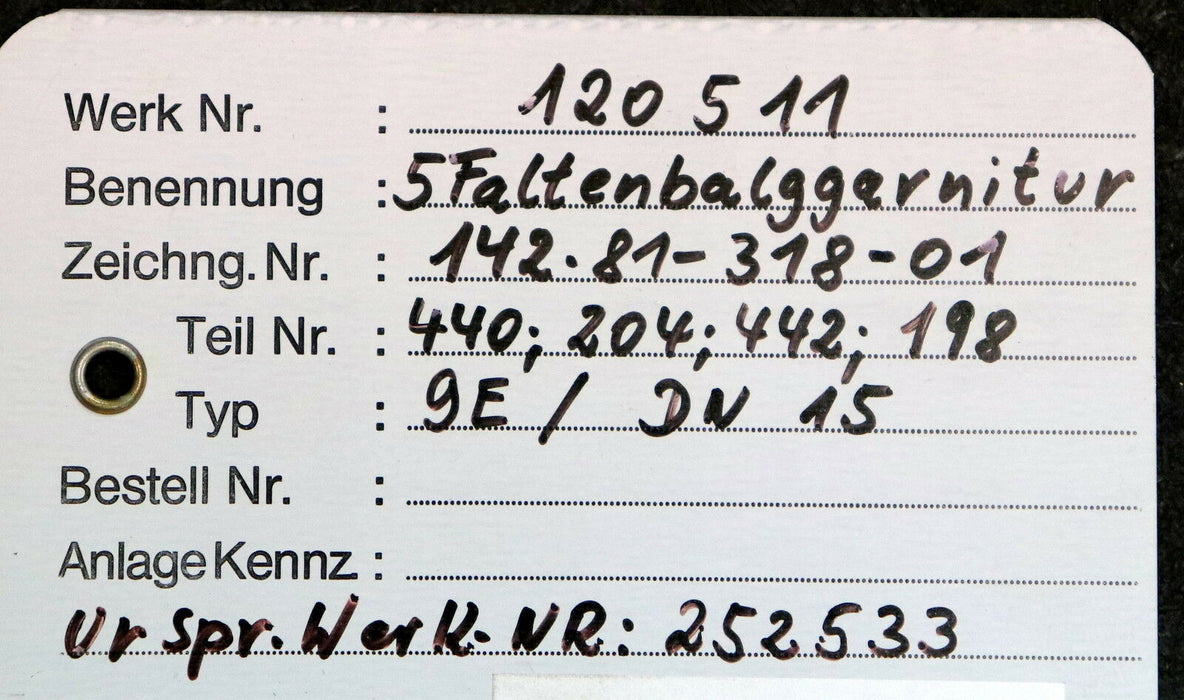 Werk Nr. : 120 511
Benennung : 5 Faltenbalggarnitur
Zeichng. Nr. : 142.81-318-01
Teil Nr. : 440; 204; 442; 198
Typ : 9E / DN 15
Bestell Nr. :
Anlage Kennz. :
Urspr. Werk.-NR: 252533